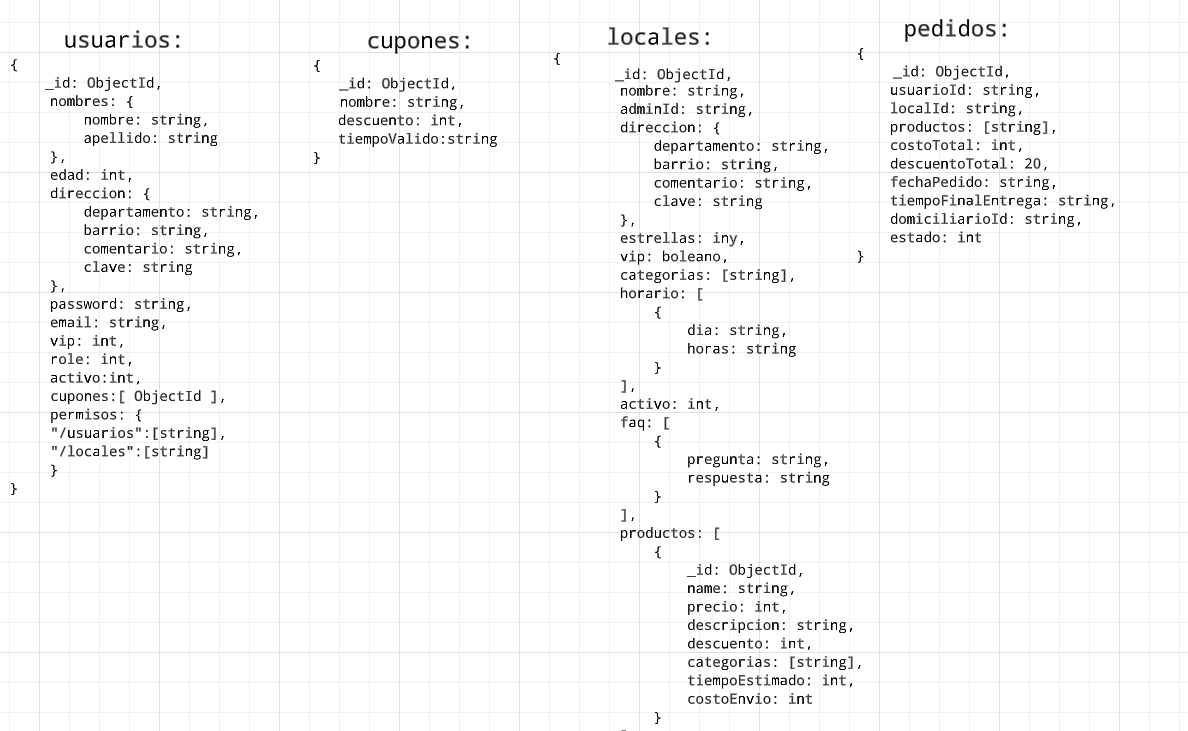 usuarios:
{
_id: ObjectId,
nombres: {
nombre: string,
apellido: string
},
edad: int,
direccion: {
departamento: string,
barrio: string,
comentario: string,
clave: string
},
password: string,
email: string,
vip: int,
role: int,
activo:int,
cupones:[ ObjectId ],
permisos: {
"/usuarios":[string],
"/locales":[string]
}
}
cupones:
{
_id: ObjectId,
nombre: string,
descuento: int,
tiempoValido:string
}
locales:
{
_id: ObjectId,
nombre: string,
adminId: string,
direccion: {
departamento: string,
barrio: string,
comentario: string,
clave: string
},
estrellas: iny,
vip: boleano,
categorias: [string],
horario: [
{
dia: string,
horas: string
}
],
activo: int,
faq: [
{
pregunta: string,
respuesta: string
}
],
productos: [
{
_id: ObjectId,
name: string,
precio: int,
descripcion: string,
descuento: int,
categorias: [string],
tiempoEstimado: int,
costoEnvio: int
}
pedidos:
{
_id: ObjectId,
usuarioId: string,
localId: string,
productos: [string],
costoTotal: int,
descuentoTotal: 20,
fechaPedido: string,
tiempoFinalEntrega: string,
domiciliarioId: string,
estado: int
}